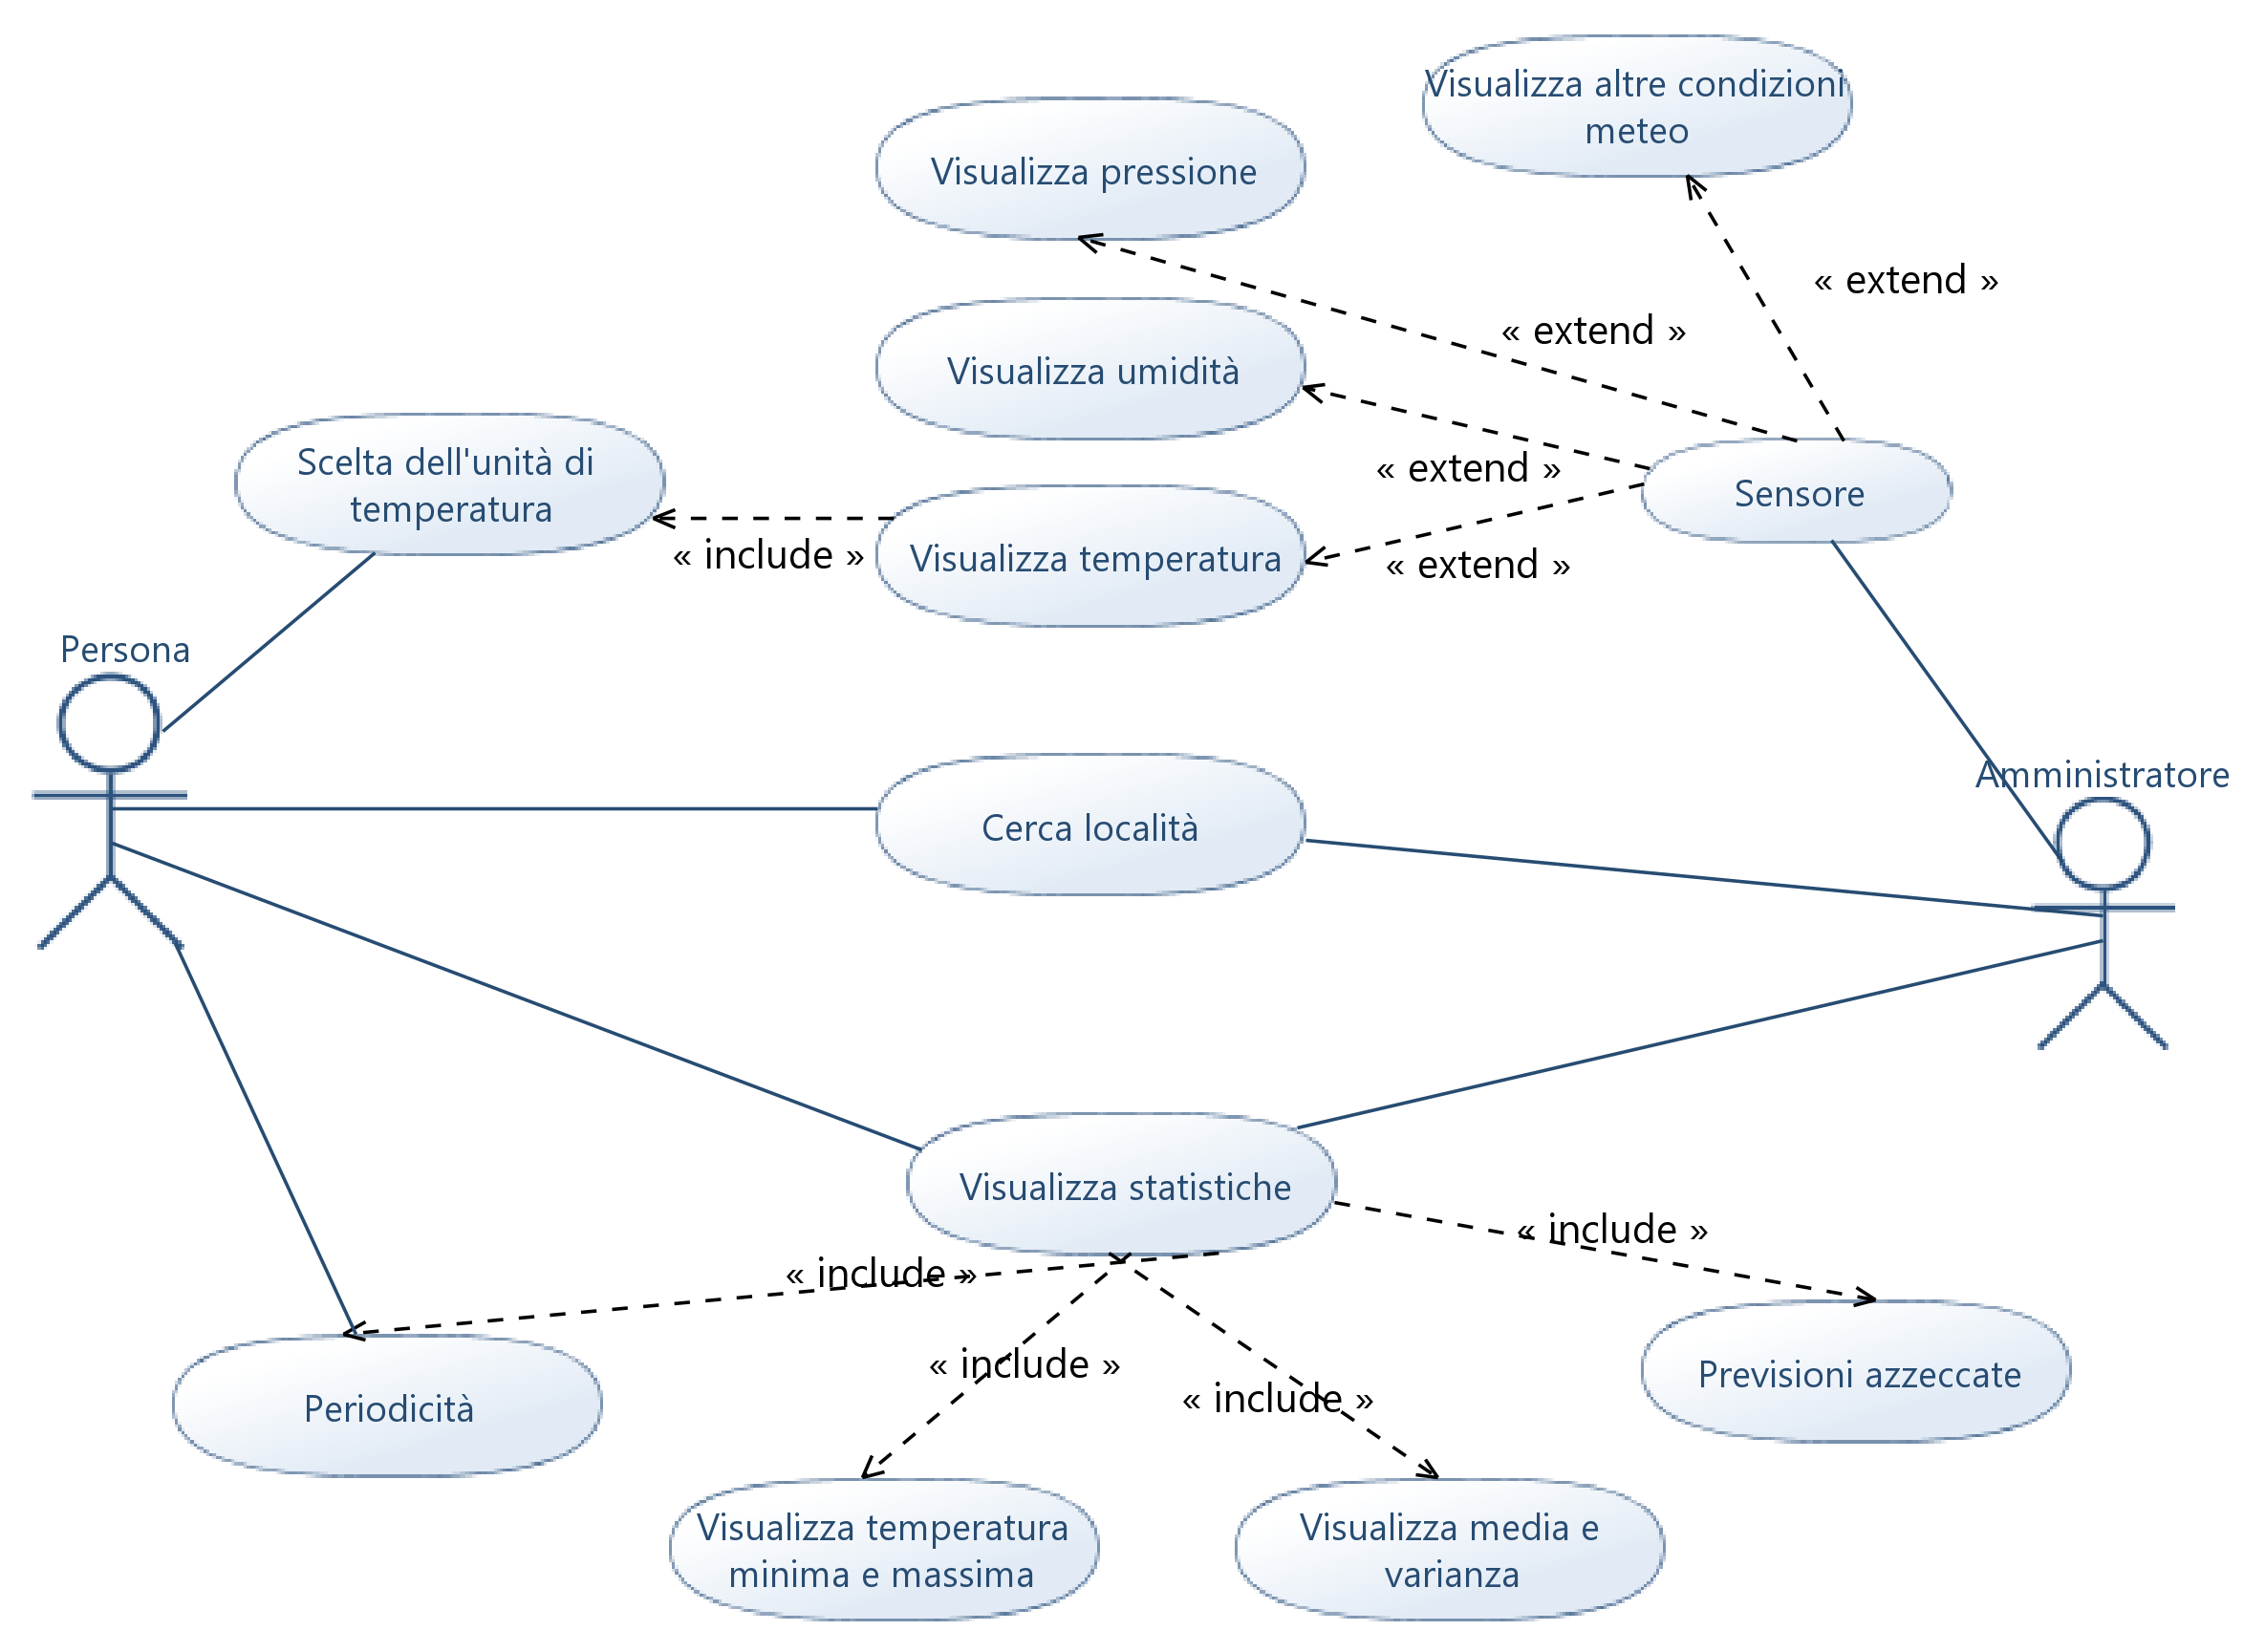 Visualizza altre condizioni
meteo
Visualizza pressione
« extend »
« extend »
Visualizza umidità
Scelta dell'unità di
temperatura
« extend »
Sensore
« include »
Visualizza temperatura
« extend »
Persona
Amministratore
Cerca località
Visualizza statistiche
« include »
« include »
« include »
« include »
Previsioni azzeccate
Periodicità
Visualizza temperatura
minima e massima
Visualizza media e
varianza